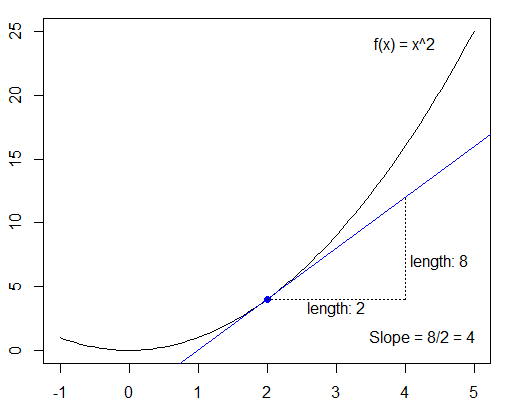 25
f(x) = x^2
20
15
10
length: 8
5
length: 2
Slope = 8/2 = 4
0
-1 0 1 2 3 4 5